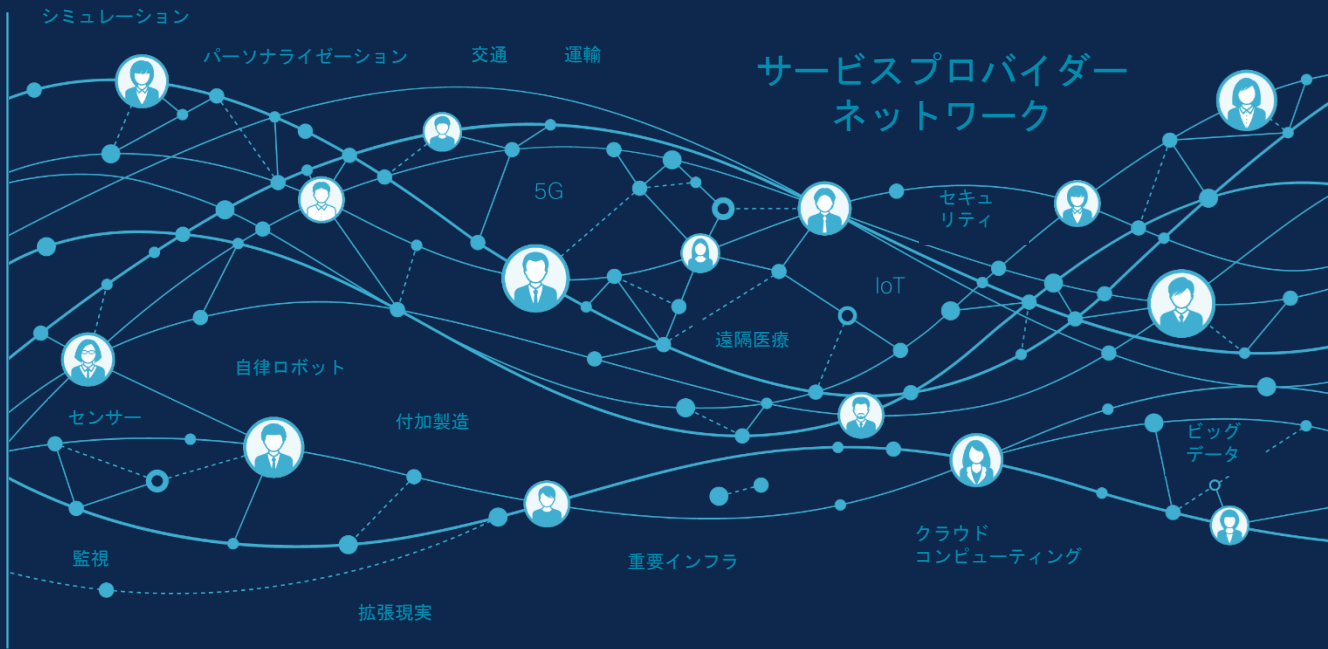 シミュレーション
パーソナライゼーション
交通
運輸
サービスプロバイダー
ネットワーク
5G
セキュ
リティ
IoT
遠隔医療
自律ロボット
センサー
付加製造
ビッグ
データ
監視
重要インフラ
クラウド
コンピューティング
拡張現実